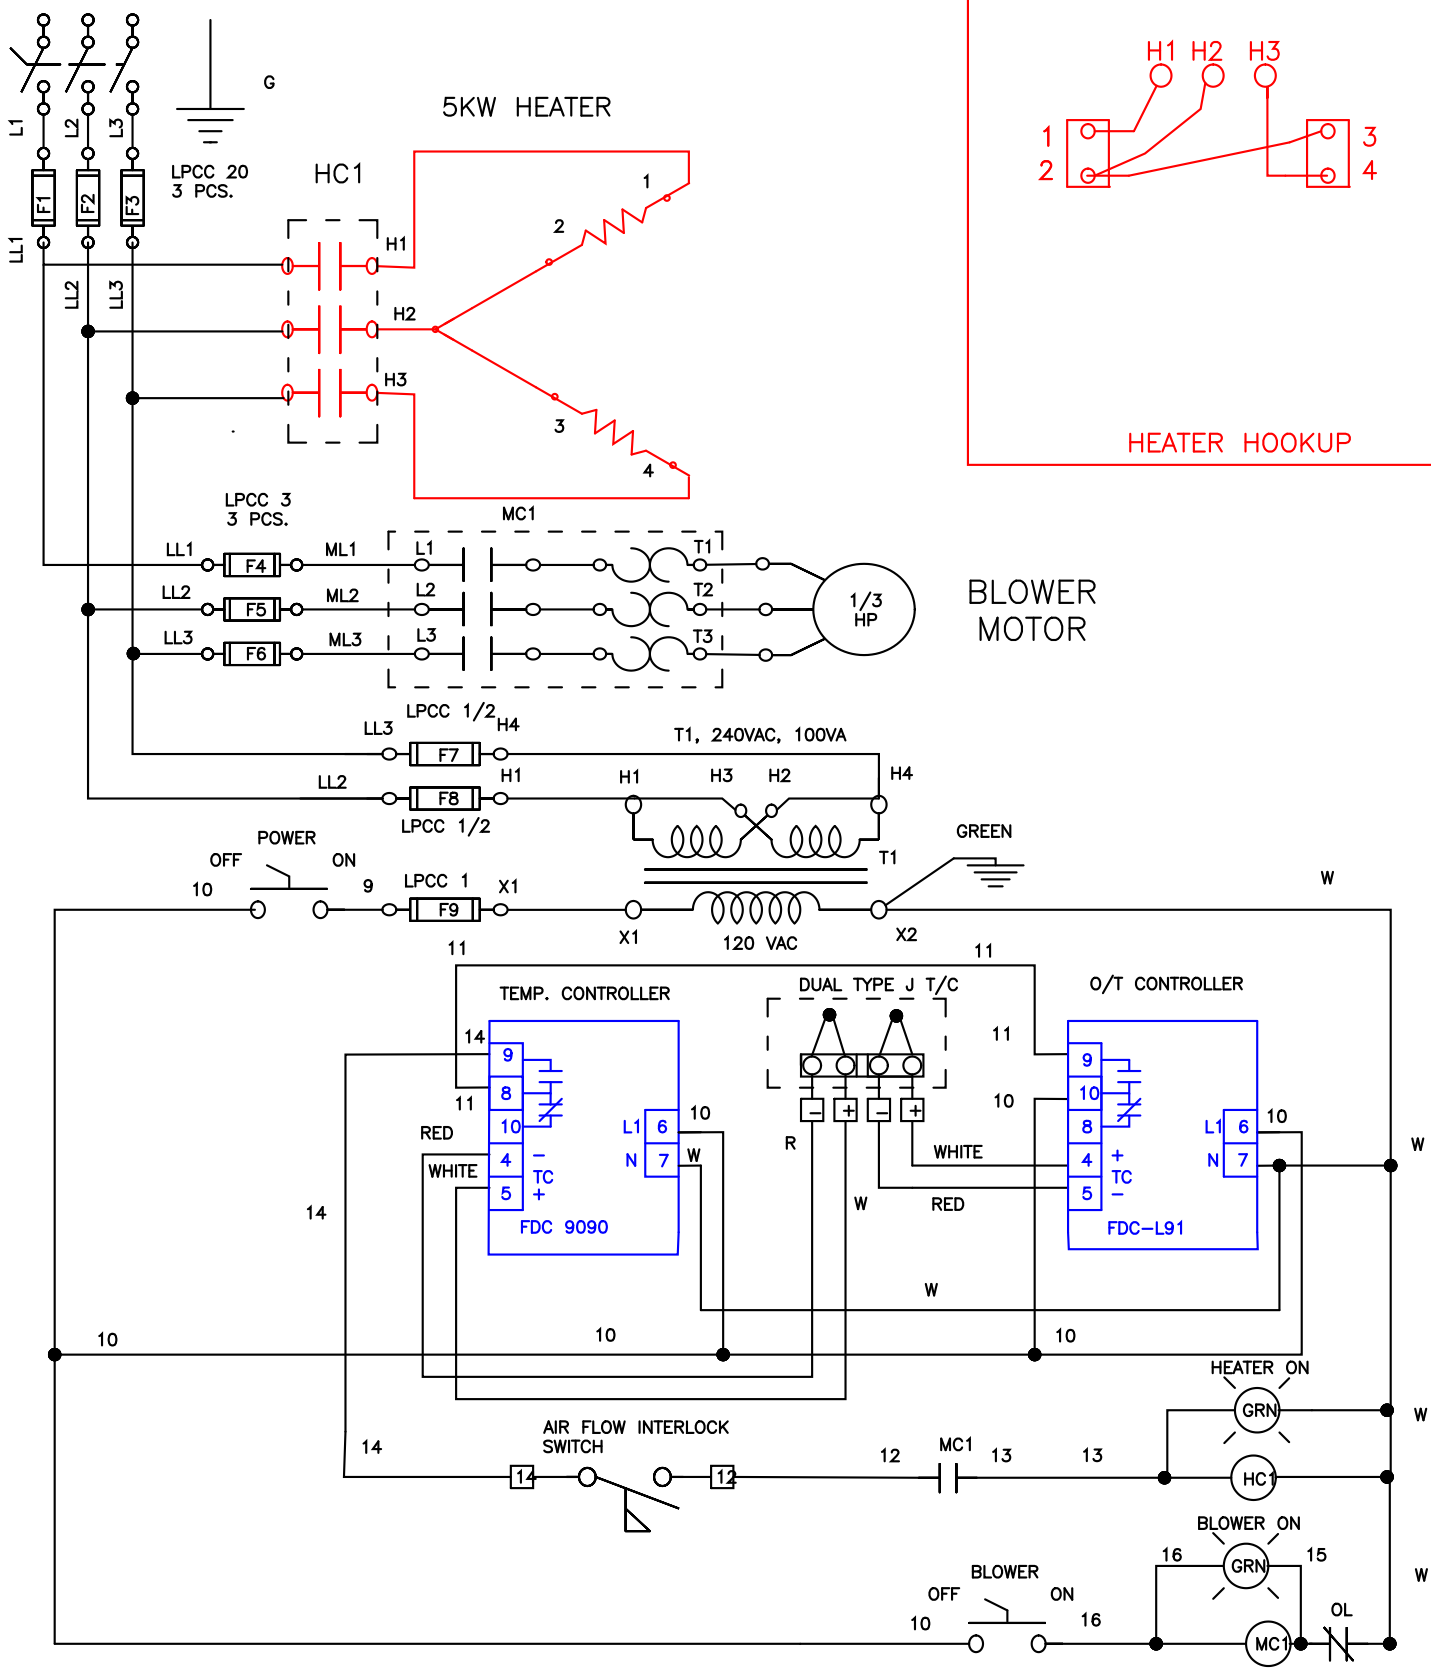 L1
L2
L3
G
LPCC 20
3 PCS.
F1
F2
F3
LL1
LL2
LL3
HC1
5KW HEATER
H1
H2
H3
1
2
3
4
H1
H2
H3
1
2
3
4
HEATER HOOKUP
LPCC 3
3 PCS.
MC1
LL1
F4
ML1
L1
T1
LL2
F5
ML2
L2
T2
LL3
F6
ML3
L3
T3
1/3
HP
BLOWER
MOTOR
LPCC 1/2
LL3
F7
H4
T1, 240VAC, 100VA
LL2
F8
H1
LPCC 1/2
H1
H3
H2
H4
T1
GREEN
POWER
OFF
ON
10
9
LPCC 1
F9
X1
X1
120 VAC
X2
W
11
11
TEMP. CONTROLLER
DUAL TYPE J T/C
O/T CONTROLLER
14
9
8
11
10
RED
4
−
WHITE
TC
5
+
L1
6
10
N
7
W
FDC 9090
−
+
−
+
R
W
WHITE
RED
11
9
10
10
8
4
+
TC
5
−
L1
6
10
N
7
FDC−L91
W
14
W
10
10
10
HEATER ON
GRN
W
AIR FLOW INTERLOCK
SWITCH
14
14
12
12
MC1
13
13
HC1
BLOWER ON
16
GRN
15
W
BLOWER
OFF
ON
10
16
MC1
OL